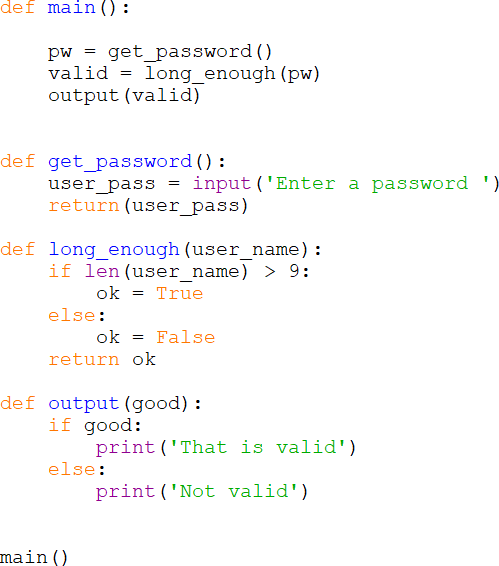 def main():
    pw = get_password()
    valid = long_enough(pw)
    output(valid)
def get_password():
    user_pass = input('Enter a password ')
    return(user_pass)
def long_enough(user_name):
    if len(user_name) > 9:
        ok = True
    else:
        ok = False
    return ok
def output(good):
    if good:
        print('That is valid')
    else:
        print('Not valid')
main()